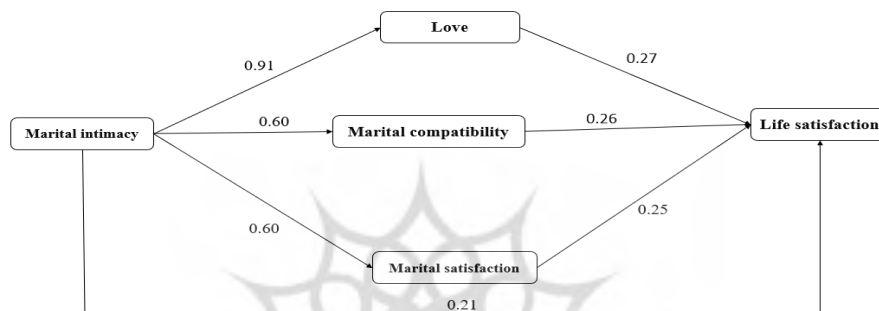 Love
0.91
0.27
Marital intimacy
0.60
Marital compatibility
0.26
Life satisfaction
0.60
0.25
Marital satisfaction
0.21